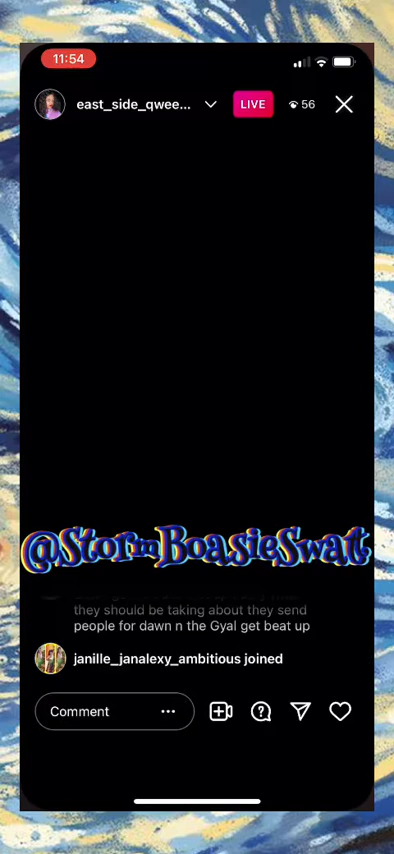 11:54
east_side_qwee... LIVE 56
@StormBoasieSwatt
they should be taking about they send
people for dawn n the Gyal get beat up
janille_janalexy_ambitious joined
Comment